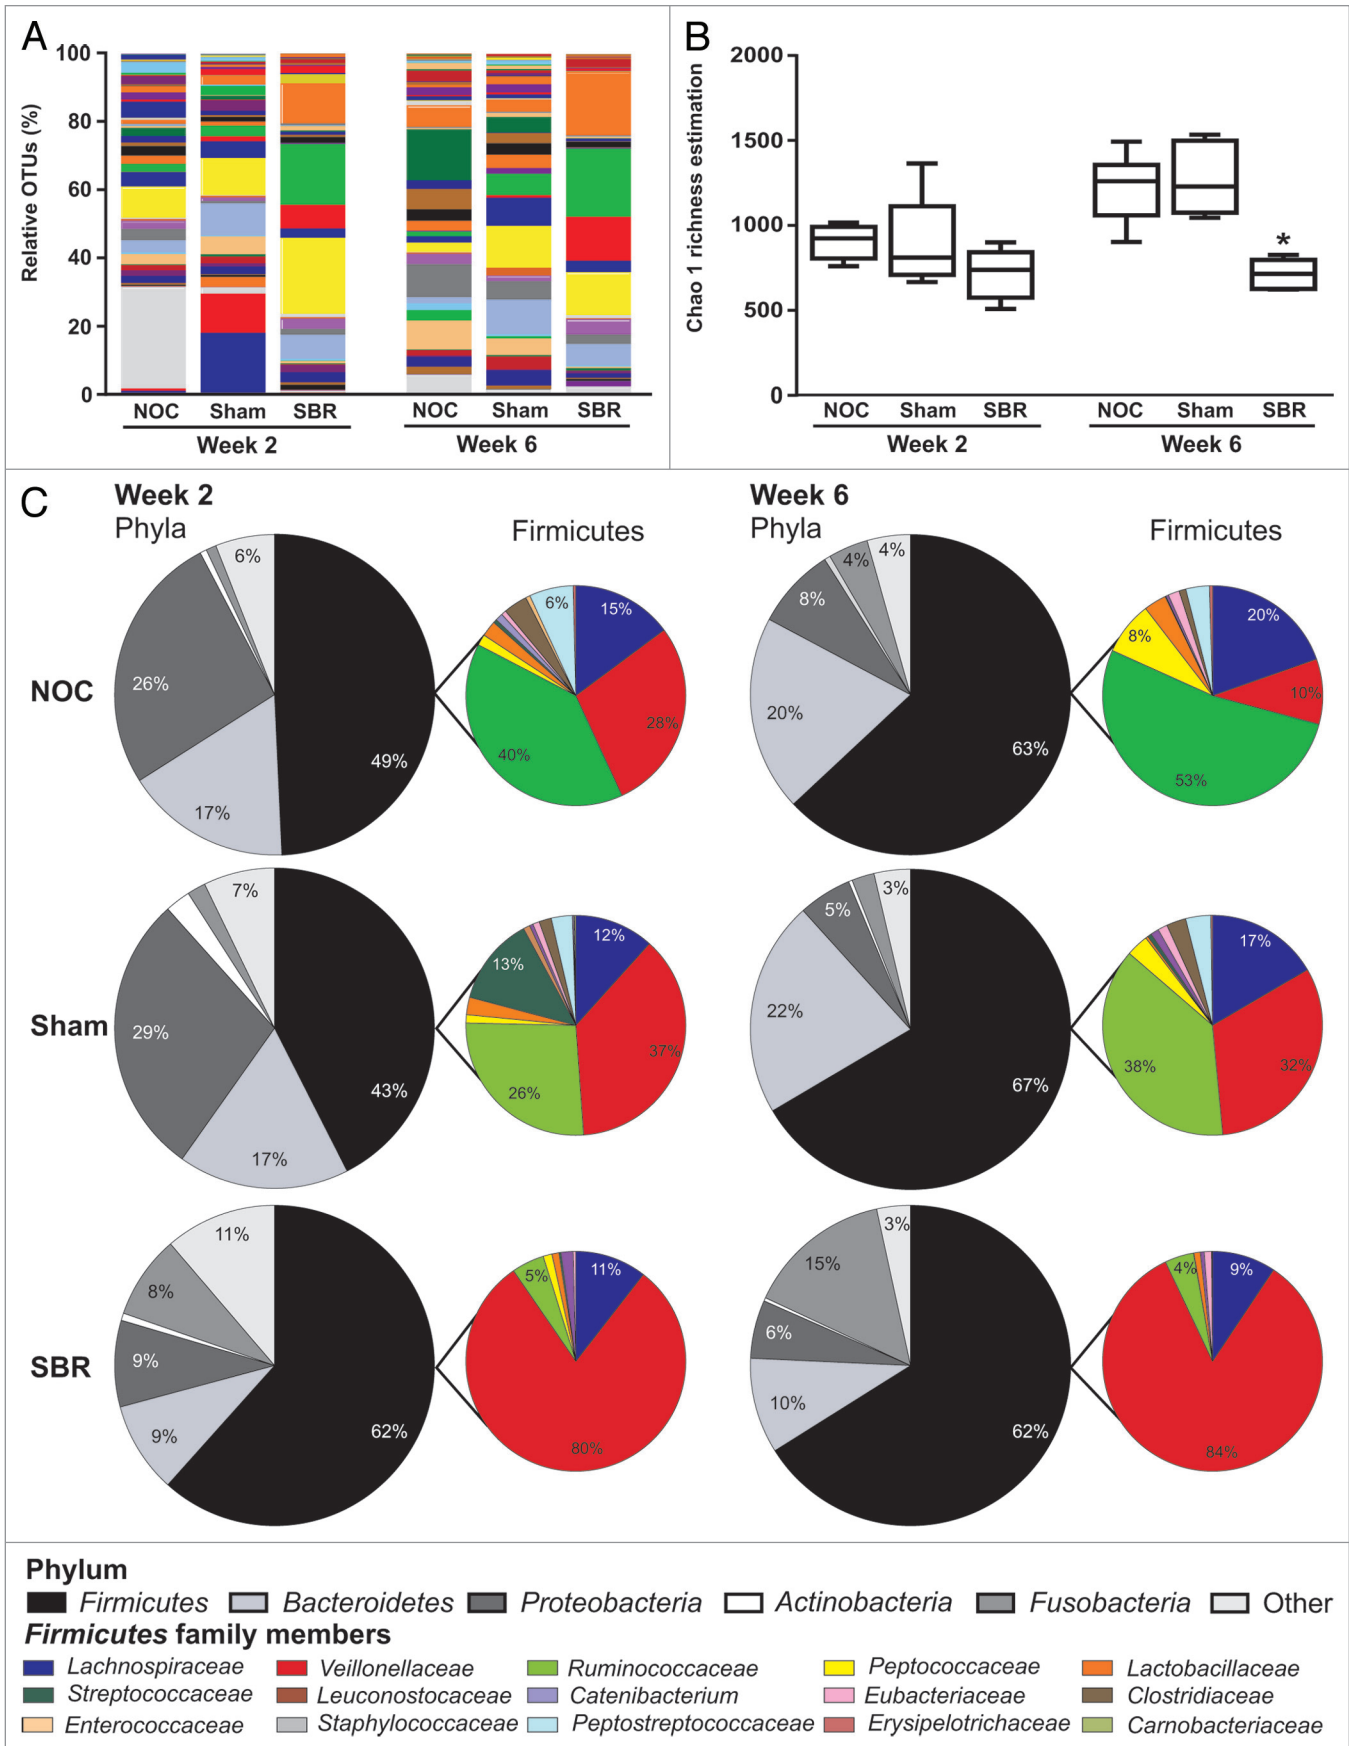 A
Relative OTUs (%)
100
80
60
40
20
0
NOC Sham SBR NOC Sham SBR
Week 2 Week 6
B
Chao 1 richness estimation
2000
1500
1000
500
0
*
NOC Sham SBR NOC Sham SBR
Week 2 Week 6
C
Week 2
Phyla
Firmicutes
Week 6
Phyla
Firmicutes
NOC
6%
26%
17%
49%
6%
15%
28%
40%
4%
4%
8%
20%
63%
8%
20%
10%
53%
Sham
7%
29%
17%
43%
13%
12%
37%
26%
3%
5%
22%
67%
17%
32%
38%
SBR
11%
8%
9%
9%
62%
5%
11%
80%
3%
15%
6%
10%
62%
4%
9%
84%
Phylum
Firmicutes Bacteroidetes Proteobacteria Actinobacteria Fusobacteria Other
Firmicutes family members
Lachnospiraceae Veillonellaceae Ruminococcaceae Peptococcaceae Lactobacillaceae
Streptococcaceae Leuconostocaceae Catenibacterium Eubacteriaceae Clostridiaceae
Enterococcaceae Staphylococcaceae Peptostreptococcaceae Erysipelotrichaceae Carnobacteriaceae